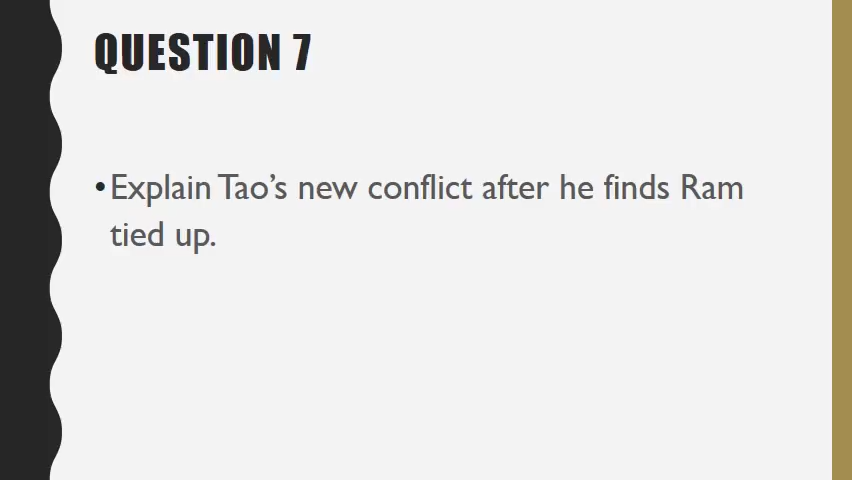 QUESTION 7
•Explain Tao's new conflict after he finds Ram
tied up.